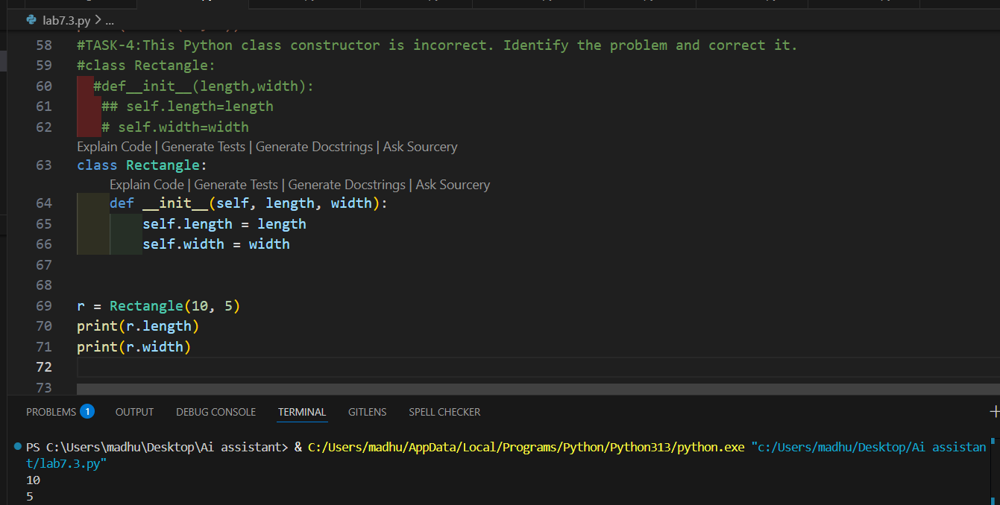 lab7.3.py > ...
58 #TASK-4:This Python class constructor is incorrect. Identify the problem and correct it.
59 #class Rectangle:
60 #def__init__(length,width):
61 ## self.length=length
62 # self.width=width
Explain Code | Generate Tests | Generate Docstrings | Ask Sourcery
63 class Rectangle:
Explain Code | Generate Tests | Generate Docstrings | Ask Sourcery
64 def __init__(self, length, width):
65 self.length = length
66 self.width = width
67
68
69 r = Rectangle(10, 5)
70 print(r.length)
71 print(r.width)
72
73
PROBLEMS 1 OUTPUT DEBUG CONSOLE TERMINAL GITLENS SPELL CHECKER
PS C:\Users\madhu\Desktop\Ai assistant> & C:/Users/madhu/AppData/Local/Programs/Python/Python313/python.exe "c:/Users/madhu/Desktop/Ai assistan
t/lab7.3.py"
10
5